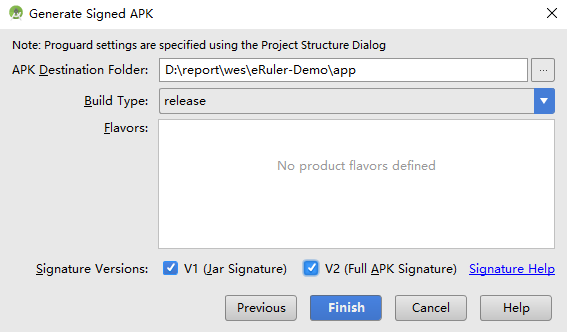 Generate Signed APK
Note: Proguard settings are specified using the Project Structure Dialog
APK Destination Folder: D:\report\wes\eRuler-Demo\app ...
Build Type: release
Flavors:
No product flavors defined
Signature Versions: V1 (Jar Signature) V2 (Full APK Signature) Signature Help
Previous Finish Cancel Help